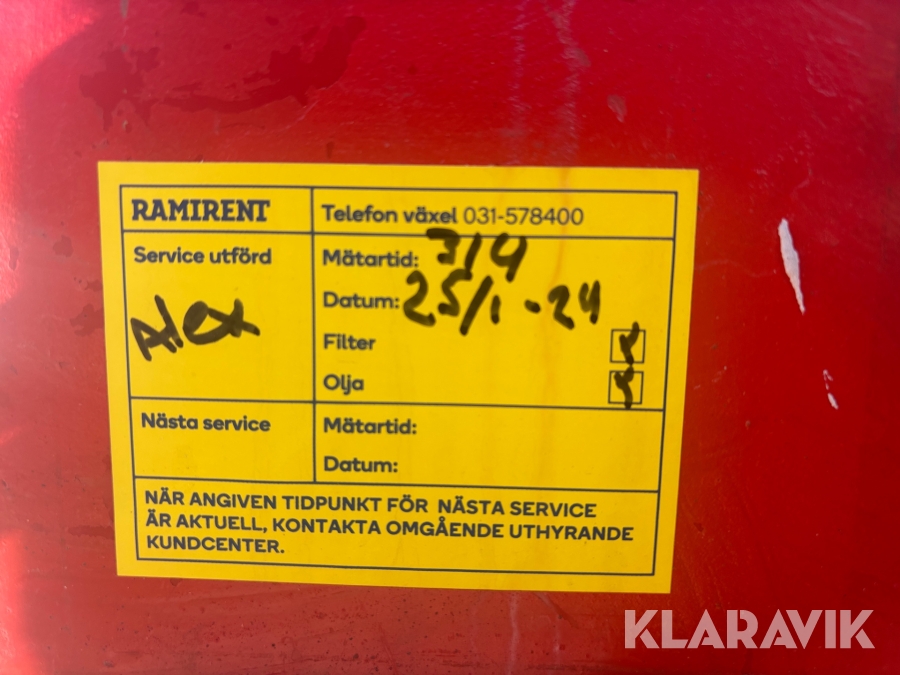 RAMIRENT
Telefon växel 031-578400
Service utförd
Alex
Mätartid: 314
Datum: 25/1-24
Filter
Olja
Nästa service
Mätartid:
Datum:
NÄR ANGIVEN TIDPUNKT FÖR NÄSTA SERVICE
ÄR AKTUELL, KONTAKTA OMGÅENDE UTHYRANDE
KUNDCENTER.
KLARAVIK